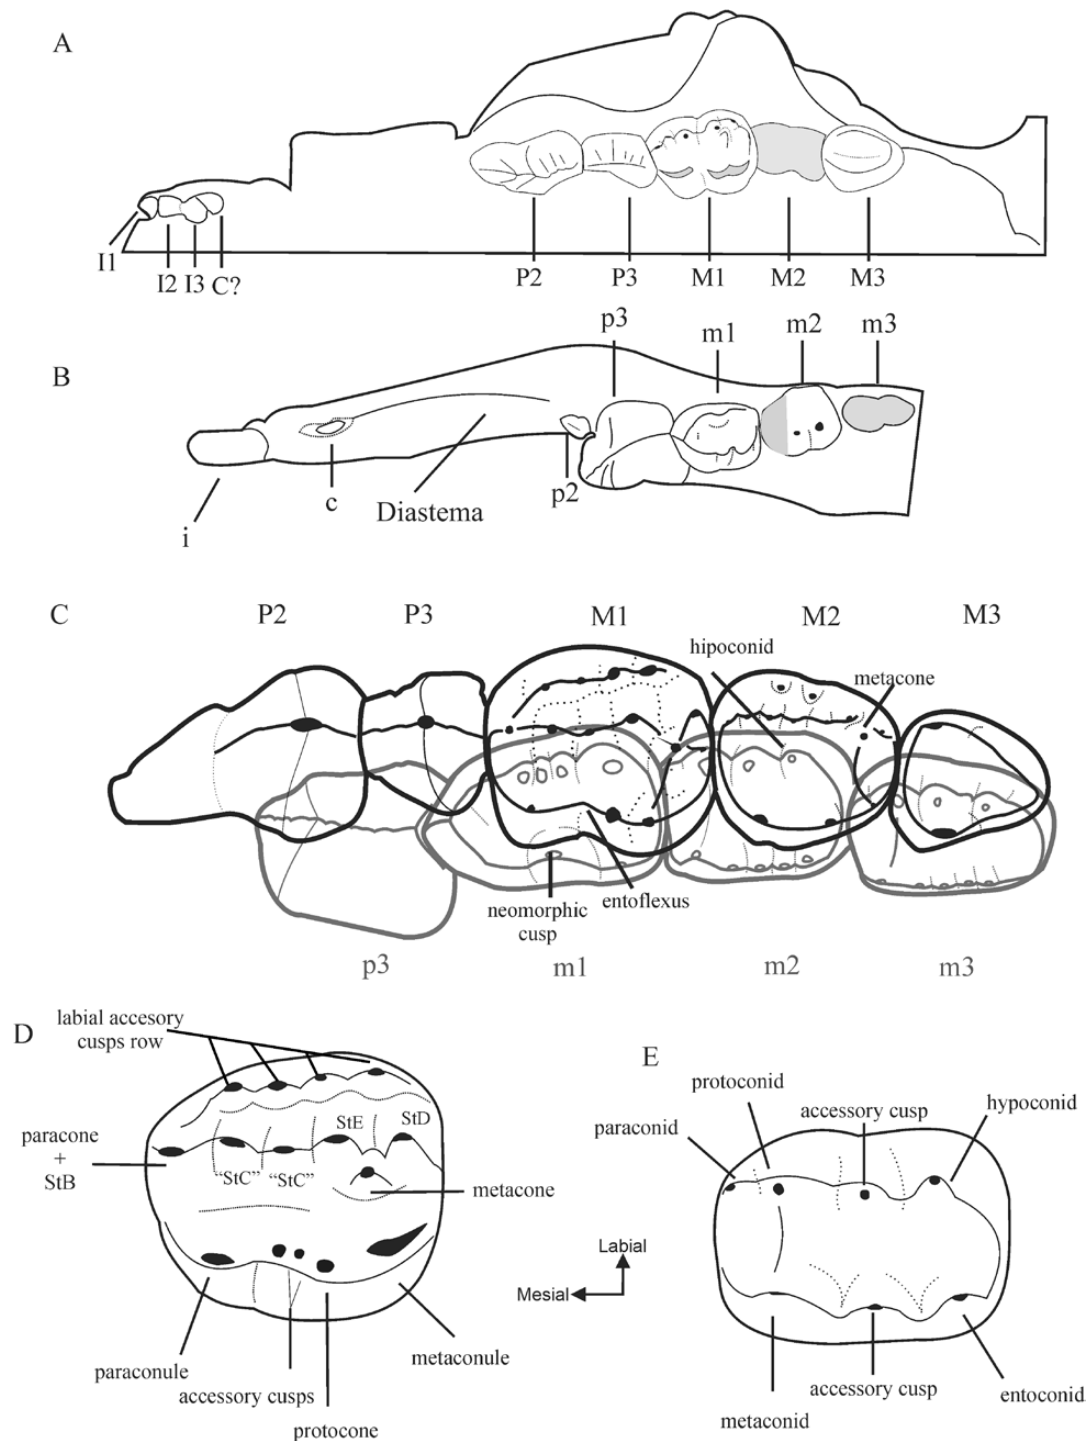 A
I1
I2 I3 C?
P2 P3 M1 M2 M3
p3 m1 m2 m3
B
i
c
Diastema
p2
C
P2 P3 M1 M2 M3
hipoconid
metacone
neomorphic
cusp
entoflexus
p3 m1 m2 m3
D
labial accesory
cusps row
paracone
+
StB
StE StD
"StC" "StC"
metacone
paraconule
accessory cusps
protocone
metaconule
Labial
Mesial
E
protoconid
paraconid
accessory cusp
hypoconid
metaconid
accessory cusp
entoconid